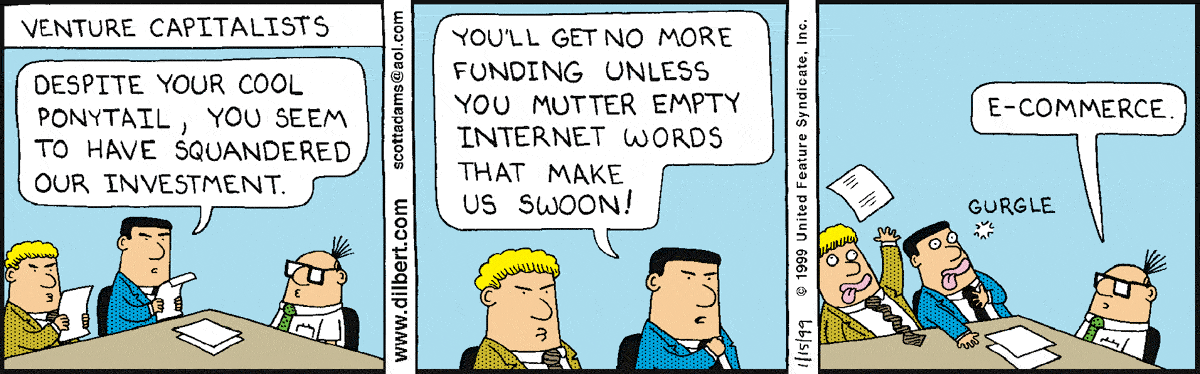 VENTURE CAPITALISTS
DESPITE YOUR COOL
PONYTAIL, YOU SEEM
TO HAVE SQUANDERED
OUR INVESTMENT.
www.dilbert.com
scottadams@aol.com
YOU'LL GET NO MORE
FUNDING UNLESS
YOU MUTTER EMPTY
INTERNET WORDS
THAT MAKE
US SWOON!
1/15/99 © 1999 United Feature Syndicate, Inc.
E-COMMERCE.
GURGLE